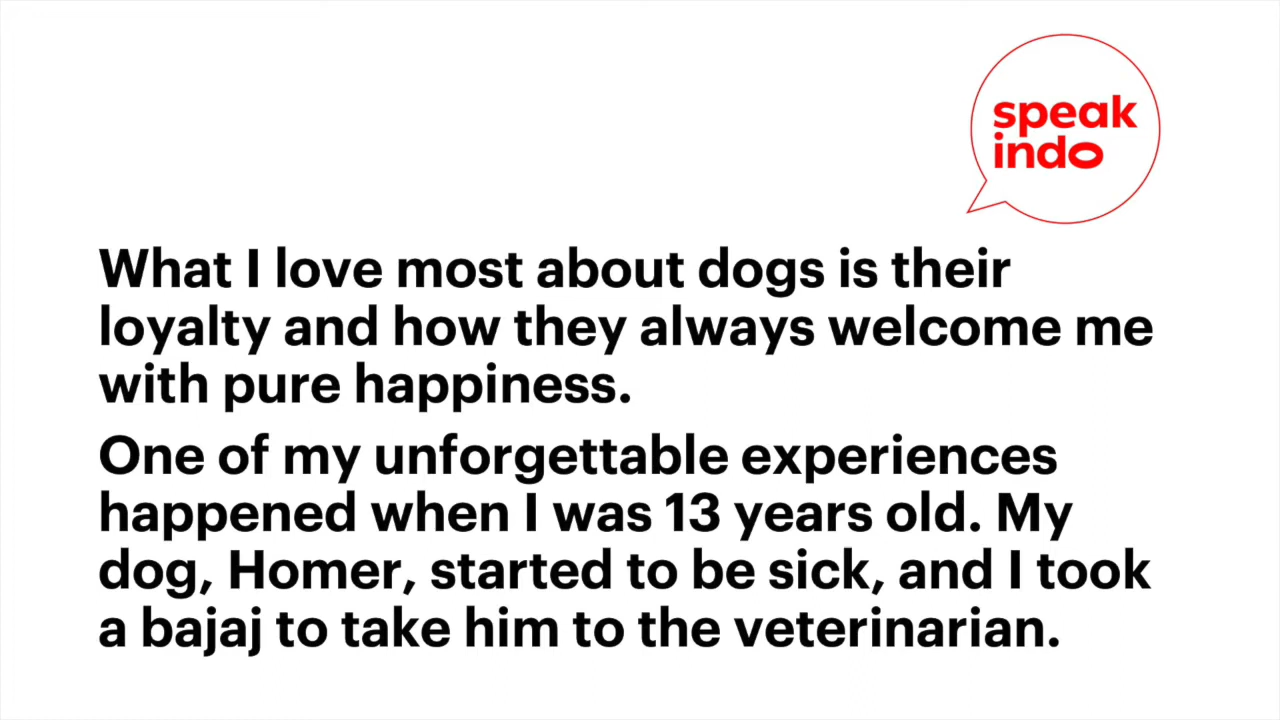 speak
indo
What I love most about dogs is their
loyalty and how they always welcome me
with pure happiness.
One of my unforgettable experiences
happened when I was 13 years old. My
dog, Homer, started to be sick, and I took
a bajaj to take him to the veterinarian.